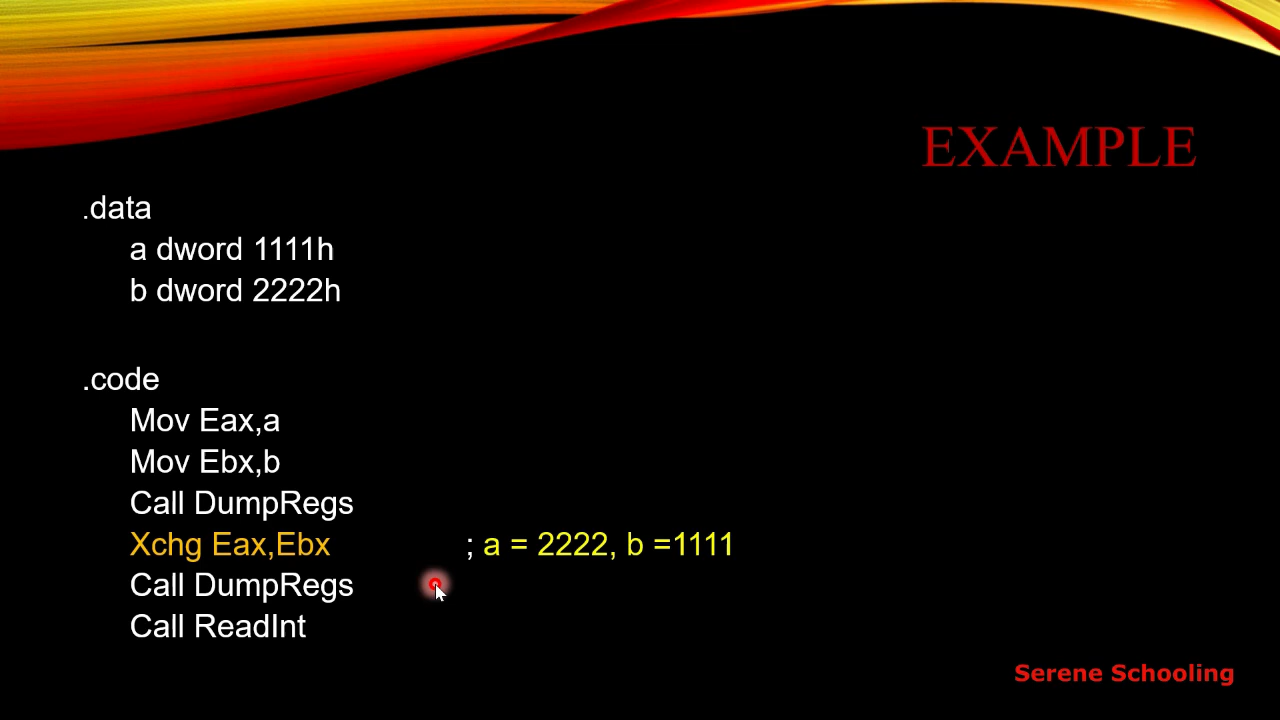 EXAMPLE
.data
a dword 1111h
b dword 2222h
.code
Mov Eax,a
Mov Ebx,b
Call DumpRegs
Xchg Eax,Ebx ; a = 2222, b =1111
Call DumpRegs
Call ReadInt
Serene Schooling